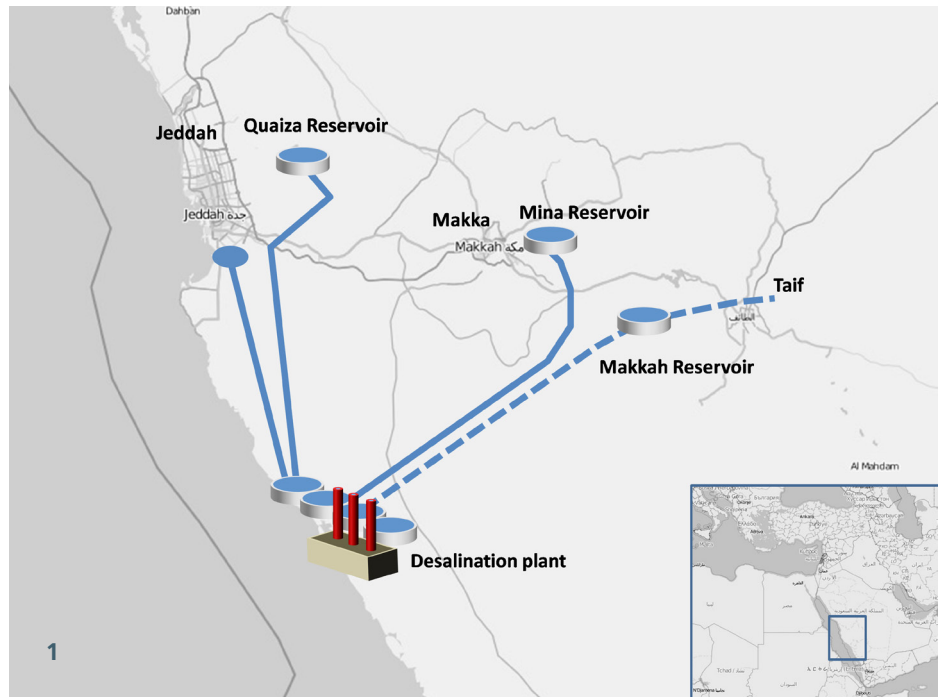 Dahban
Jeddah
Quaiza Reservoir
Jeddah جدة
Makka
Mina Reservoir
Makkah مكة
Taif
الطائف
Makkah Reservoir
Al Mahdam
Desalination plant
1